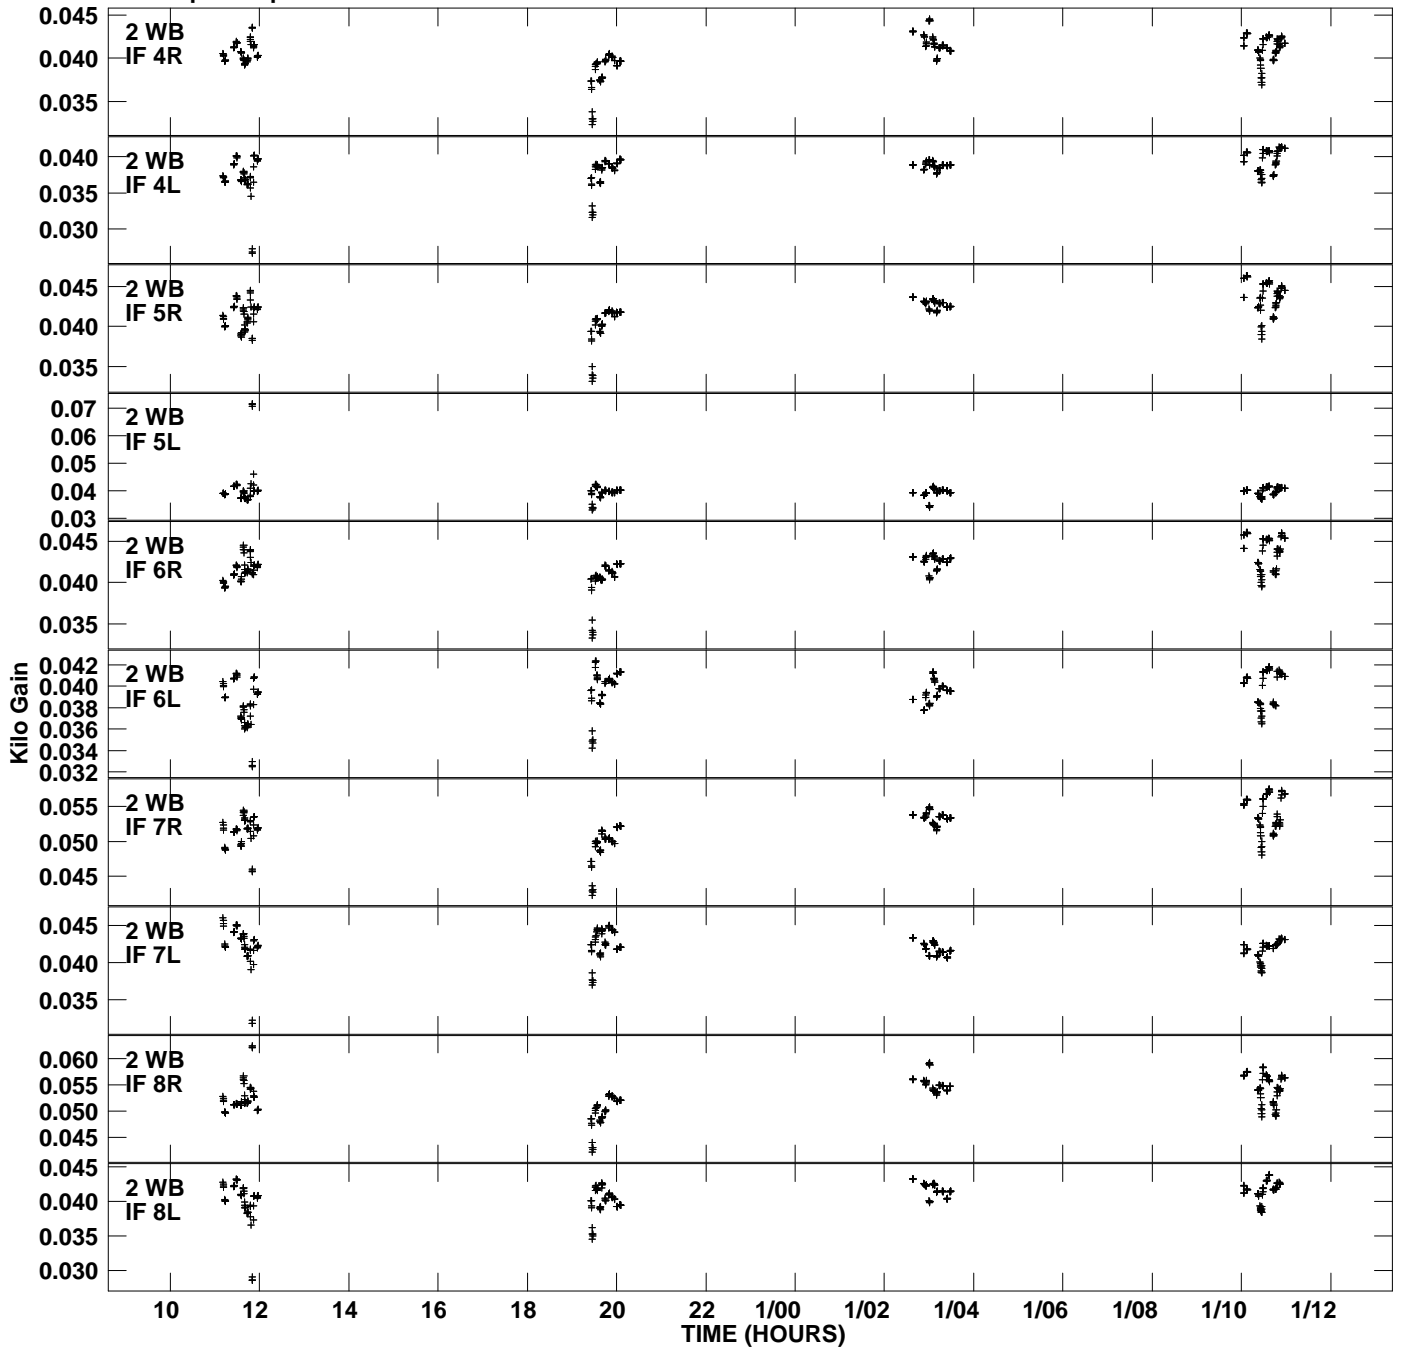 0.045
0.040
0.035
2 WB
IF 4R
0.040
0.035
0.030
2 WB
IF 4L
0.045
0.040
0.035
2 WB
IF 5R
0.07
0.06
0.05
0.04
0.03
2 WB
IF 5L
0.045
0.040
0.035
2 WB
IF 6R
0.042
0.040
0.038
0.036
0.034
0.032
2 WB
IF 6L
Kilo Gain
0.055
0.050
0.045
2 WB
IF 7R
0.045
0.040
0.035
2 WB
IF 7L
0.060
0.055
0.050
0.045
2 WB
IF 8R
0.045
0.040
0.035
0.030
2 WB
IF 8L
10 12 14 16 18 20 22 1/00 1/02 1/04 1/06 1/08 1/10 1/12
TIME (HOURS)